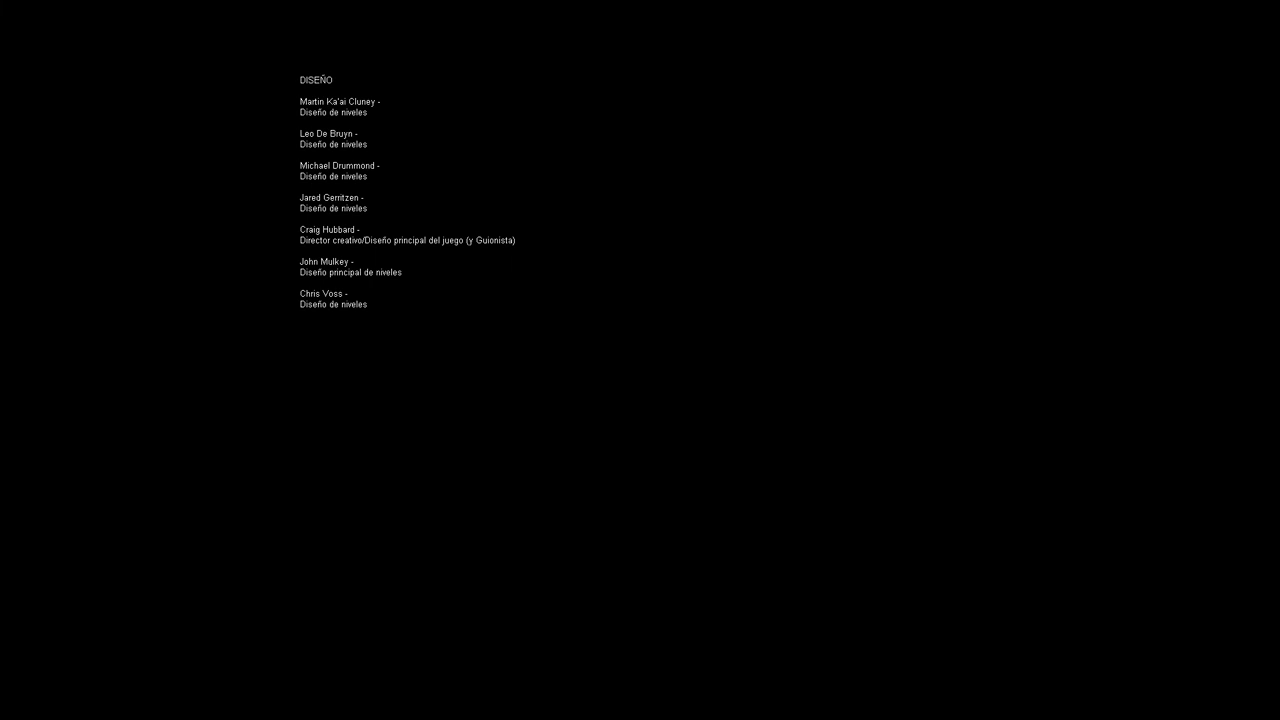 DISEÑO
Martin Ka'ai Cluney -
Diseño de niveles
Leo De Bruyn -
Diseño de niveles
Michael Drummond -
Diseño de niveles
Jared Gerritzen -
Diseño de niveles
Craig Hubbard -
Director creativo/Diseño principal del juego (y Guionista)
John Mulkey -
Diseño principal de niveles
Chris Voss -
Diseño de niveles